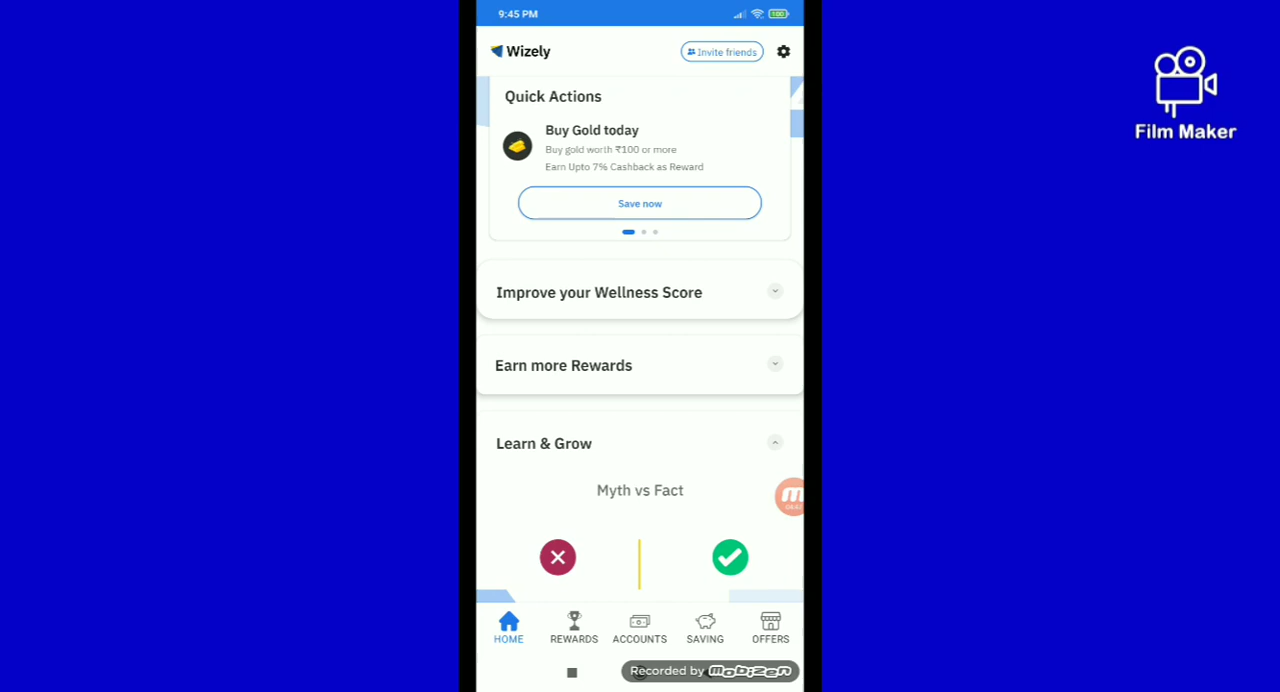 9:45 PM
100
Wizely
Invite friends
Quick Actions
Buy Gold today
Buy gold worth ₹100 or more
Earn Upto 7% Cashback as Reward
Save now
Improve your Wellness Score
Earn more Rewards
Learn & Grow
Myth vs Fact
HOME
REWARDS
ACCOUNTS
SAVING
OFFERS
Recorded by mobizen
Film Maker